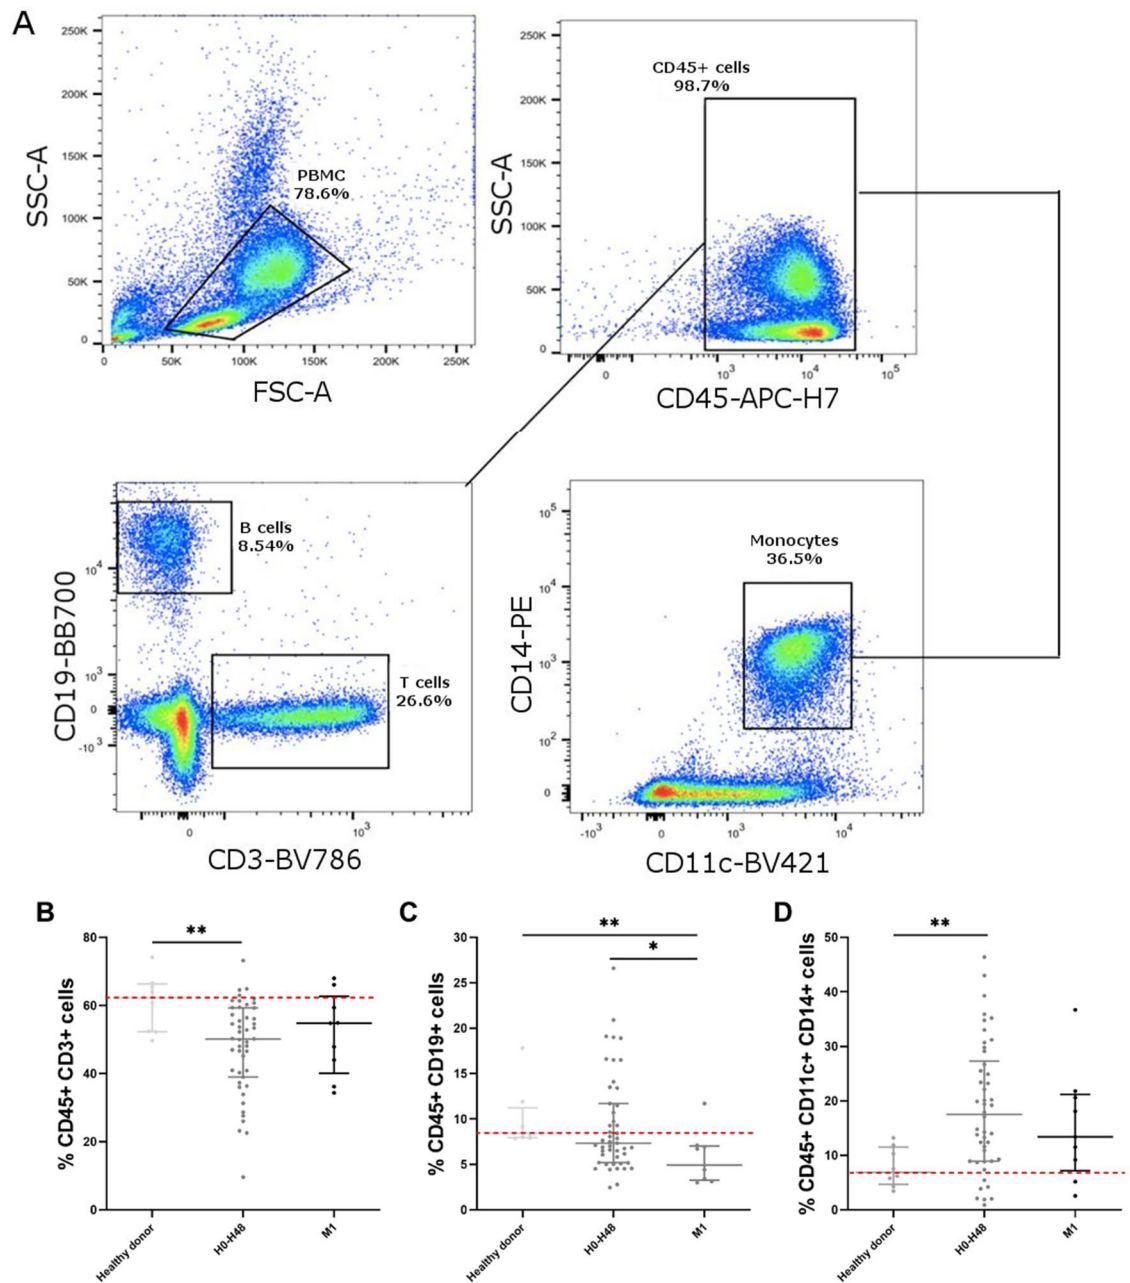 A
250K
200K
150K
100K
50K
0
SSC-A
PBMC
78.6%
0
50K
100K
150K
200K
250K
FSC-A
250K
200K
150K
100K
50K
0
SSC-A
CD45+ cells
98.7%
0
10³
10⁴
10⁵
CD45-APC-H7
10⁴
10³
0
-10³
CD19-BB700
B cells
8.54%
T cells
26.6%
0
10³
CD3-BV786
10⁵
10⁴
10³
10²
0
CD14-PE
Monocytes
36.5%
-10³
0
10³
10⁴
CD11c-BV421
B
80
60
40
20
0
% CD45+ CD3+ cells
**
Healthy donor
H0-H48
M1
C
30
25
20
15
10
5
0
% CD45+ CD19+ cells
**
*
Healthy donor
H0-H48
M1
D
50
40
30
20
10
0
% CD45+ CD11c+ CD14+ cells
**
Healthy donor
H0-H48
M1